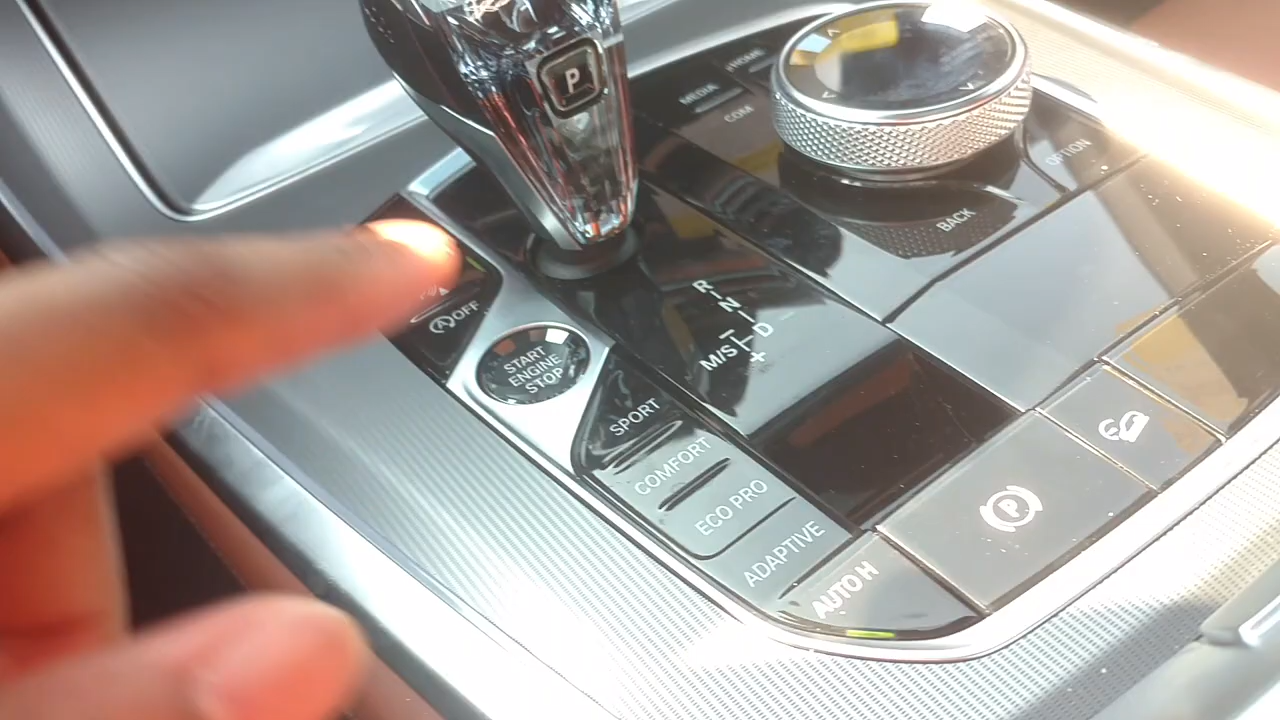 P
HOME
MEDIA
COM
OPTION
BACK
R
N
D
M/S
+
OFF
START
ENGINE
STOP
SPORT
COMFORT
ECO PRO
ADAPTIVE
AUTO H
P